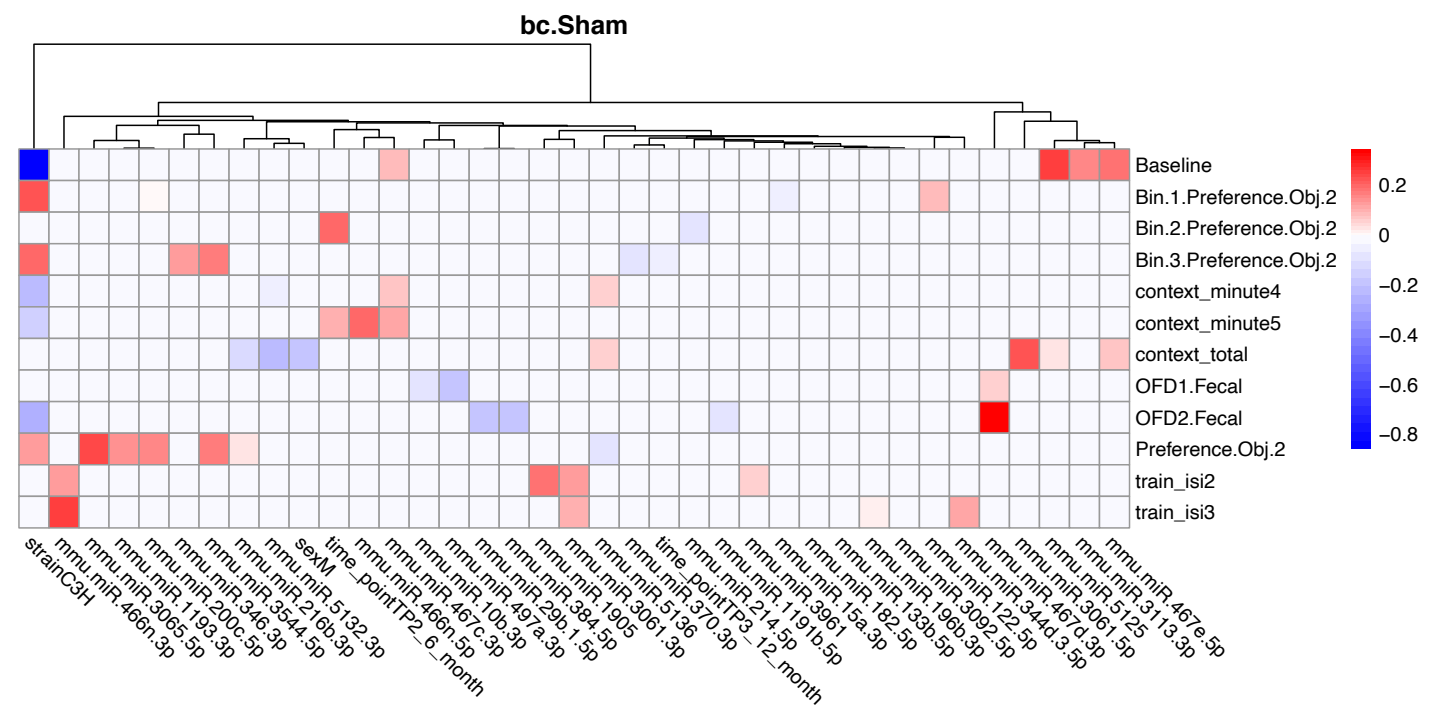 bc.Sham
Baseline
Bin.1.Preference.Obj.2
Bin.2.Preference.Obj.2
Bin.3.Preference.Obj.2
context_minute4
context_minute5
context_total
OFD1.Fecal
OFD2.Fecal
Preference.Obj.2
train_isi2
train_isi3
0.2
0
−0.2
−0.4
−0.6
−0.8
strainC3H
mmu.miR.466n.3p
mmu.miR.3065.5p
mmu.miR.1193.3p
mmu.miR.200c.5p
mmu.miR.346.3p
mmu.miR.3544.5p
mmu.miR.216b.3p
mmu.miR.5132.3p
sexM
time_pointTP2_6_month
mmu.miR.466n.5p
mmu.miR.467c.3p
mmu.miR.10b.3p
mmu.miR.497a.3p
mmu.miR.29b.1.5p
mmu.miR.384.5p
mmu.miR.1905
mmu.miR.3061.3p
mmu.miR.5136
mmu.miR.370.3p
time_pointTP3_12_month
mmu.miR.214.5p
mmu.miR.1191b.5p
mmu.miR.3961
mmu.miR.15a.3p
mmu.miR.182.5p
mmu.miR.133b.5p
mmu.miR.196b.3p
mmu.miR.3092.5p
mmu.miR.122.5p
mmu.miR.344d.3.5p
mmu.miR.467d.3p
mmu.miR.3061.5p
mmu.miR.5125
mmu.miR.3113.3p
mmu.miR.467e.5p